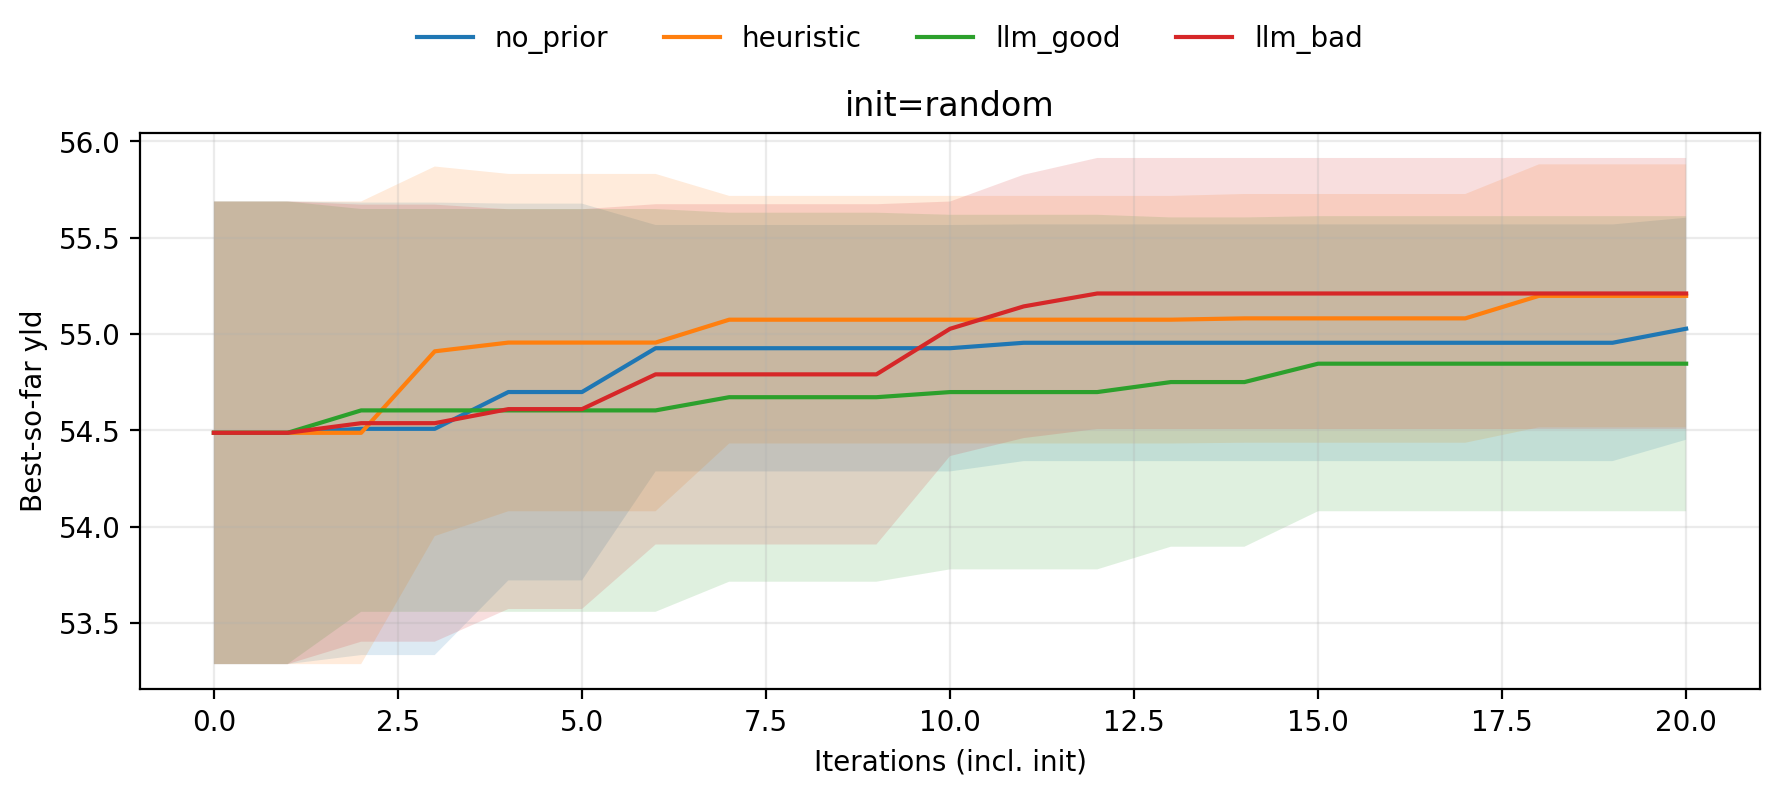 no_prior heuristic llm_good llm_bad
init=random
56.0
55.5
55.0
54.5
54.0
53.5
Best-so-far yld
0.0 2.5 5.0 7.5 10.0 12.5 15.0 17.5 20.0
Iterations (incl. init)